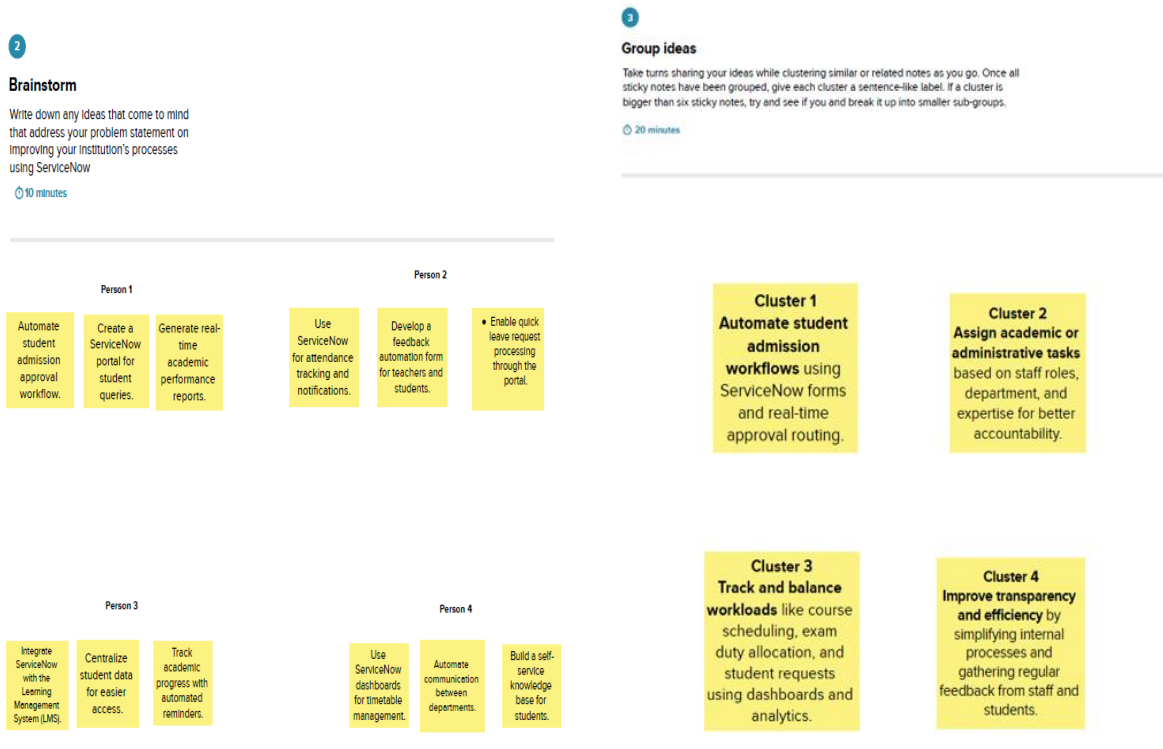 2
Brainstorm
Write down any ideas that come to mind
that address your problem statement on
improving your institution's processes
using ServiceNow
10 minutes
Person 1
Automate
student
admission
approval
workflow.
Create a
ServiceNow
portal for
student
queries.
Generate real-
time
academic
performance
reports.
Person 2
Use
ServiceNow
for attendance
tracking and
notifications.
Develop a
feedback
automation form
for teachers and
students.
• Enable quick
leave request
processing
through the
portal.
Person 3
Integrate
ServiceNow
with the
Learning
Management
System (LMS).
Centralize
student data
for easier
access.
Track
academic
progress with
automated
reminders.
Person 4
Use
ServiceNow
dashboards
for timetable
management.
Automate
communication
between
departments.
Build a self-
service
knowledge
base for
students.
3
Group ideas
Take turns sharing your ideas while clustering similar or related notes as you go. Once all
sticky notes have been grouped, give each cluster a sentence-like label. If a cluster is
bigger than six sticky notes, try and see if you and break it up into smaller sub-groups.
20 minutes
Cluster 1
Automate student
admission
workflows using
ServiceNow forms
and real-time
approval routing.
Cluster 2
Assign academic or
administrative tasks
based on staff roles,
department, and
expertise for better
accountability.
Cluster 3
Track and balance
workloads like course
scheduling, exam
duty allocation, and
student requests
using dashboards and
analytics.
Cluster 4
Improve transparency
and efficiency by
simplifying internal
processes and
gathering regular
feedback from staff and
students.